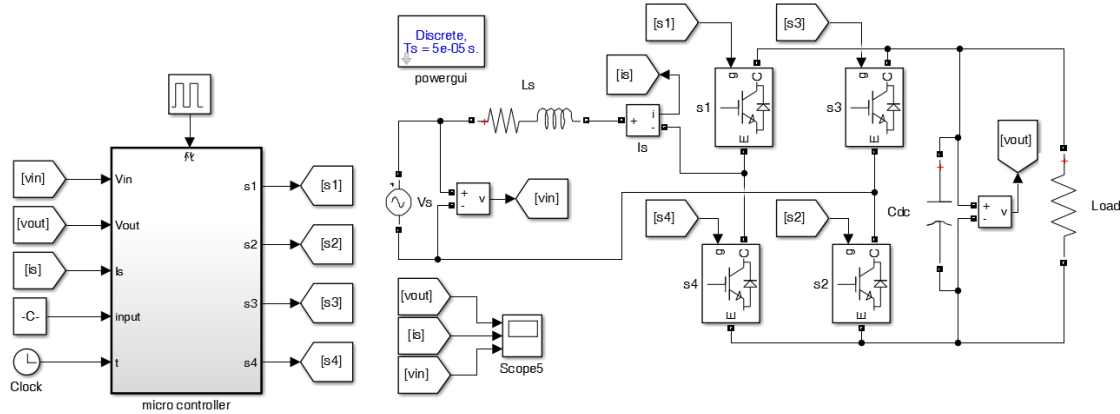 Discrete,
Ts = 5e-05 s.
powergui
[s1]
[s3]
Ls
[is]
+
i
-
Is
g
C
s1
E
g
C
s3
E
[vin]
Vin
s1
[s1]
[vout]
Vout
s2
[s2]
[is]
Is
s3
[s3]
-C-
input
s4
[s4]
t
Clock
micro controller
Vs
+
-
v
[vin]
[s4]
[s2]
g
C
s4
E
g
C
s2
E
Cdc
+
-
v
[vout]
Load
[vout]
[is]
[vin]
Scope5